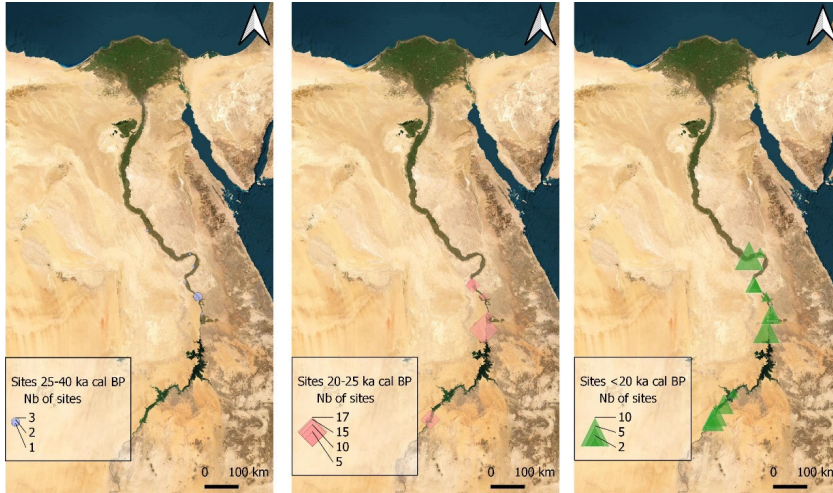 Sites 25-40 ka cal BP
Nb of sites
3
2
1
0 100 km
Sites 20-25 ka cal BP
Nb of sites
17
15
10
5
0 100 km
Sites <20 ka cal BP
Nb of sites
10
5
2
0 100 km